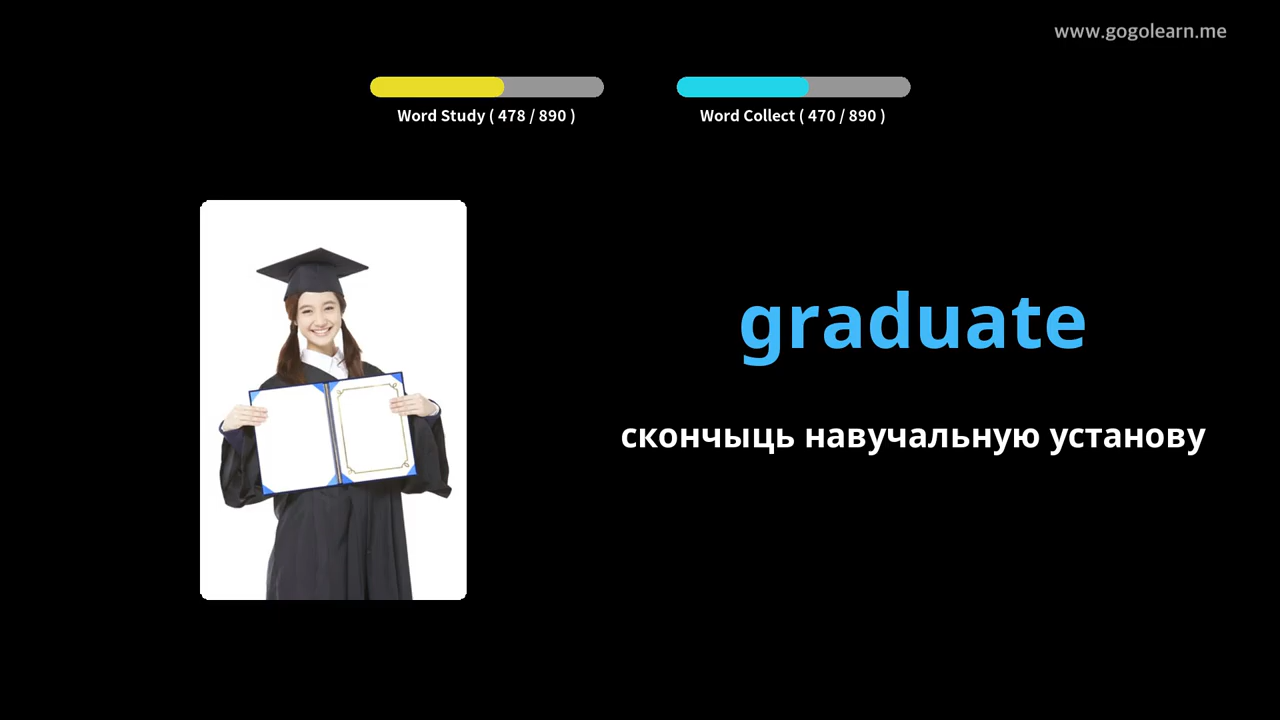 www.gogolearn.me
Word Study ( 478 / 890 )
Word Collect ( 470 / 890 )
graduate
скончыць навучальную установу